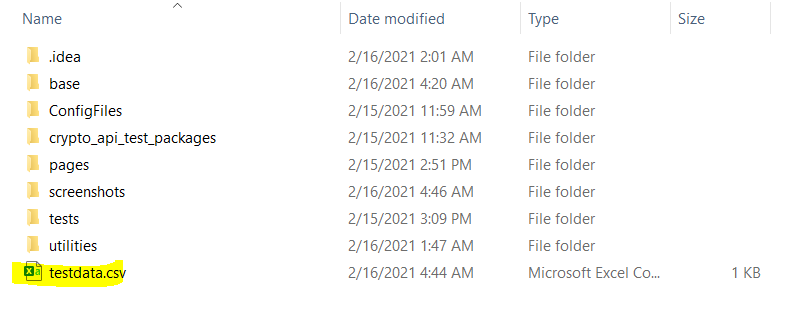 Name Date modified Type Size
.idea 2/16/2021 2:01 AM File folder
base 2/16/2021 4:20 AM File folder
ConfigFiles 2/15/2021 11:59 AM File folder
crypto_api_test_packages 2/15/2021 11:32 AM File folder
pages 2/15/2021 2:51 PM File folder
screenshots 2/16/2021 4:46 AM File folder
tests 2/15/2021 3:09 PM File folder
utilities 2/16/2021 1:47 AM File folder
testdata.csv 2/16/2021 4:44 AM Microsoft Excel Co... 1 KB